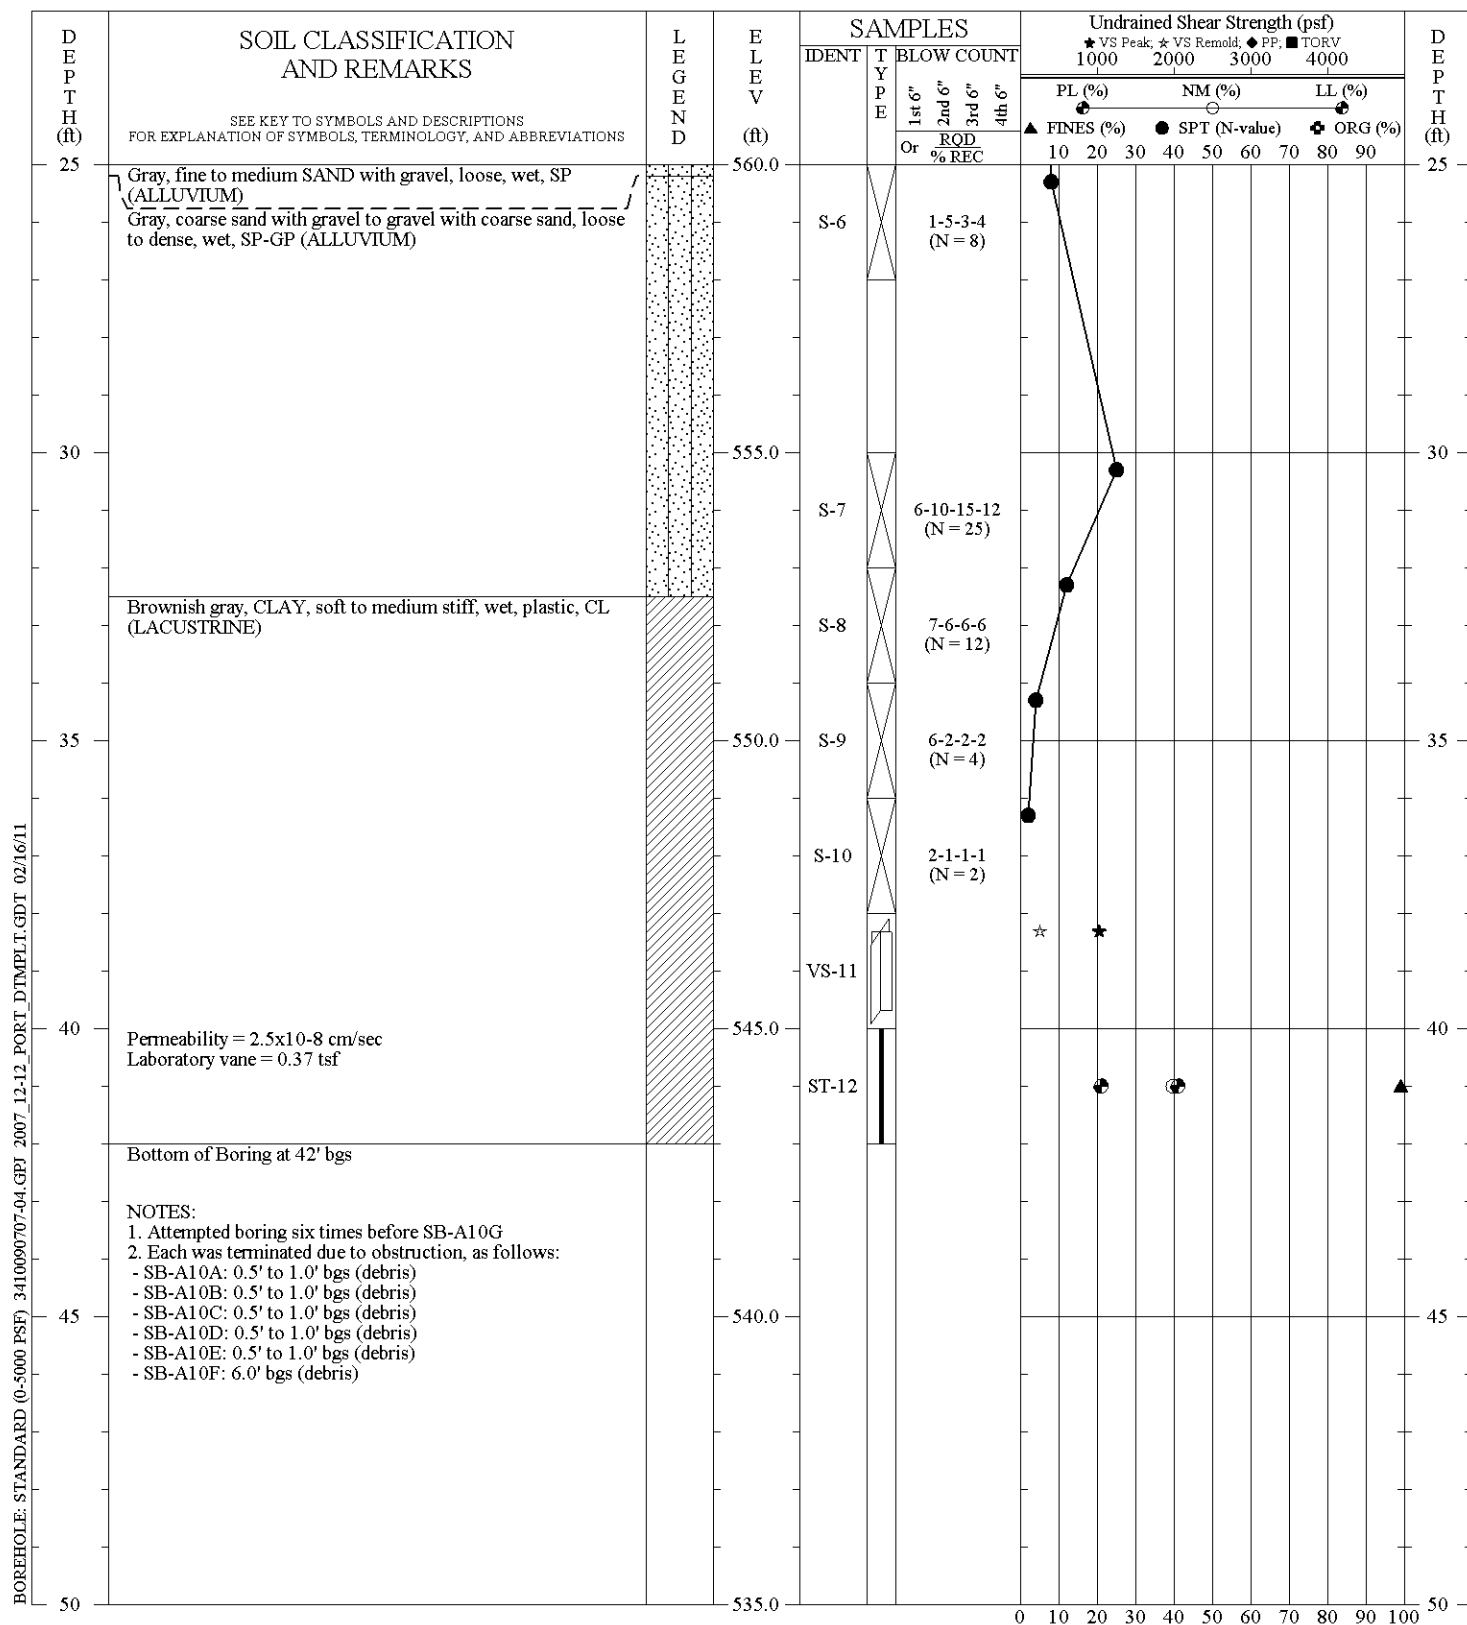 DEPTH
(ft)
SOIL CLASSIFICATION
AND REMARKS
SEE KEY TO SYMBOLS AND DESCRIPTIONS
FOR EXPLANATION OF SYMBOLS, TERMINOLOGY, AND ABBREVIATIONS
LEGEND
ELEV
(ft)
SAMPLES
IDENT
TYPE
BLOW COUNT
1st 6"
2nd 6"
3rd 6"
4th 6"
Or RQD
% REC
Undrained Shear Strength (psf)
★ VS Peak; ☆ VS Remold; ◆ PP; ■ TORV
1000 2000 3000 4000
PL (%) NM (%) LL (%)
▲ FINES (%) ● SPT (N-value) ✚ ORG (%)
10 20 30 40 50 60 70 80 90
DEPTH
(ft)
25 560.0 25
Gray, fine to medium SAND with gravel, loose, wet, SP
(ALLUVIUM)
Gray, coarse sand with gravel to gravel with coarse sand, loose
to dense, wet, SP-GP (ALLUVIUM)
S-6 1-5-3-4
(N = 8)
30 555.0 30
S-7 6-10-15-12
(N = 25)
Brownish gray, CLAY, soft to medium stiff, wet, plastic, CL
(LACUSTRINE)
S-8 7-6-6-6
(N = 12)
35 550.0 35
S-9 6-2-2-2
(N = 4)
S-10 2-1-1-1
(N = 2)
VS-11
40 545.0 40
Permeability = 2.5x10-8 cm/sec
Laboratory vane = 0.37 tsf
ST-12
Bottom of Boring at 42' bgs
NOTES:
1. Attempted boring six times before SB-A10G
2. Each was terminated due to obstruction, as follows:
- SB-A10A: 0.5' to 1.0' bgs (debris)
- SB-A10B: 0.5' to 1.0' bgs (debris)
- SB-A10C: 0.5' to 1.0' bgs (debris)
45 540.0 45
- SB-A10D: 0.5' to 1.0' bgs (debris)
- SB-A10E: 0.5' to 1.0' bgs (debris)
- SB-A10F: 6.0' bgs (debris)
50 535.0 50
0 10 20 30 40 50 60 70 80 90 100
BOREHOLE: STANDARD (0-5000 PSF) 3410090707-04.GPJ 2007_12-12_PORT_DTMPLT.GDT 02/16/11